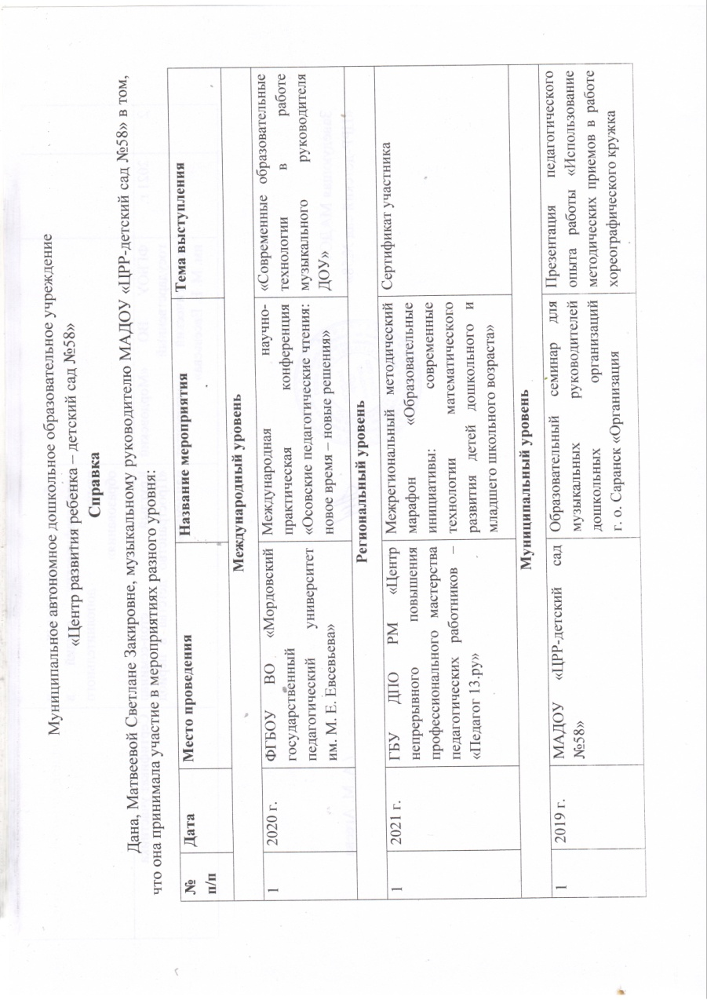 Муниципальное автономное дошкольное образовательное учреждение
«Центр развития ребенка – детский сад №58»
Справка
Дана, Матвеевой Светлане Закировне, музыкальному руководителю МАДОУ «ЦРР-детский сад №58» в том,
что она принимала участие в мероприятиях разного уровня:
№ п/п
Дата
Место проведения
Название мероприятия
Тема выступления
Международный уровень
1
2020 г.
ФГБОУ ВО «Мордовский
государственный
педагогический университет
им. М. Е. Евсевьева»
Международная научно-
практическая конференция
«Осовские педагогические чтения:
новое время – новые решения»
«Современные образовательные
технологии в работе
музыкального руководителя
ДОУ»
Региональный уровень
1
2021 г.
ГБУ ДПО РМ «Центр
непрерывного повышения
профессионального мастерства
педагогических работников –
«Педагог 13.ру»
Межрегиональный методический
марафон «Образовательные
инициативы: современные
технологии математического
развития детей дошкольного и
младшего школьного возраста»
Сертификат участника
Муниципальный уровень
1
2019 г.
МАДОУ «ЦРР-детский сад
№58»
Образовательный семинар для
музыкальных руководителей
дошкольных организаций
г. о. Саранск «Организация
Презентация педагогического
опыта работы «Использование
методических приемов в работе
хореографического кружка